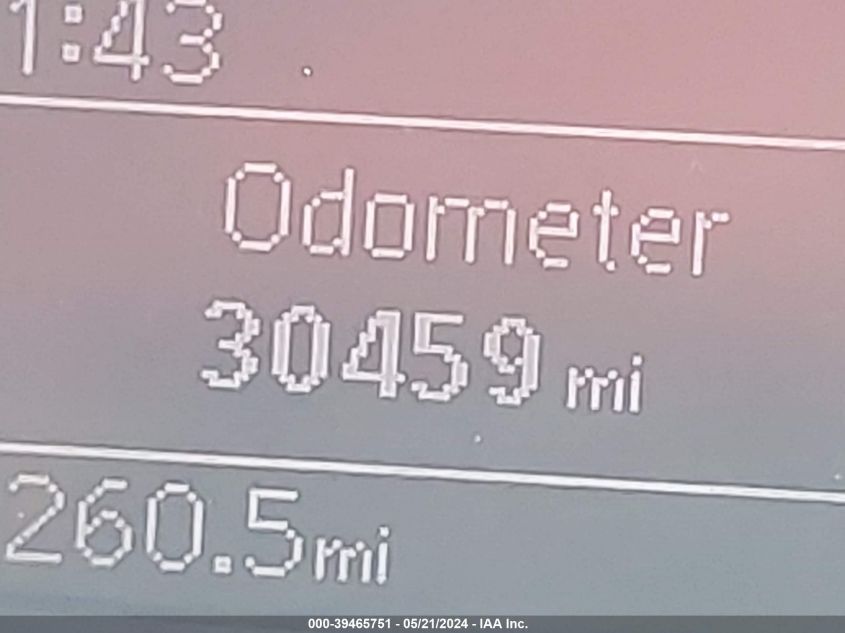 1:43
Odometer
30459 mi
260.5mi
000-39465751 - 05/21/2024 - IAA Inc.